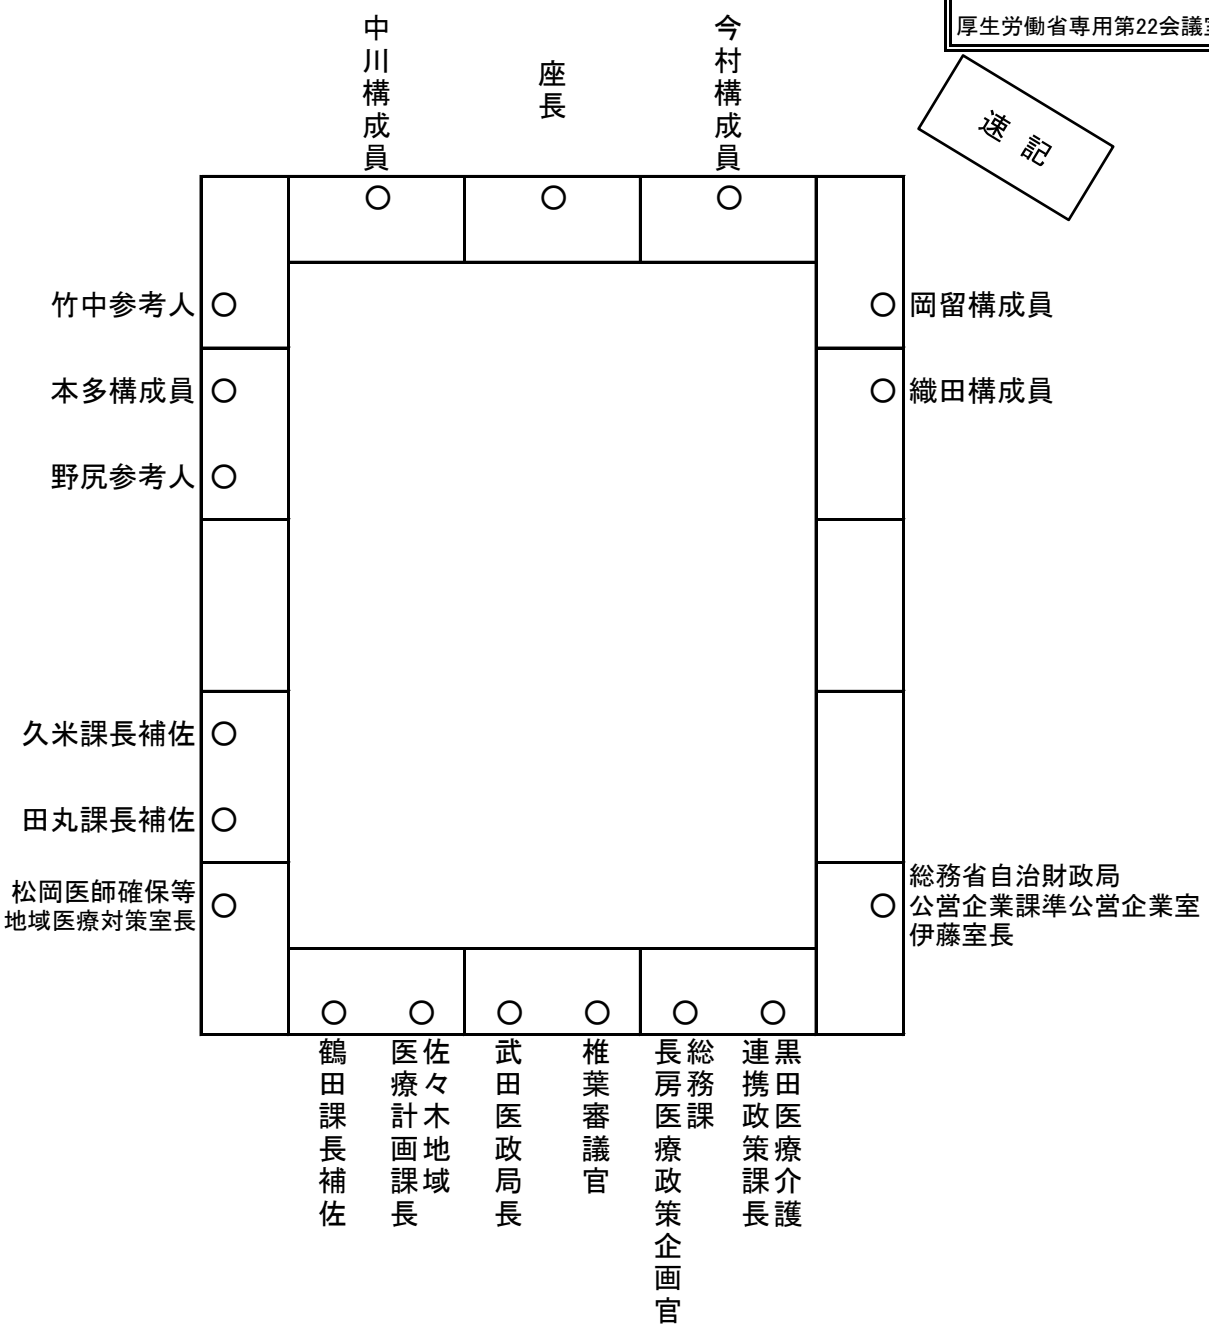 厚生労働省専用第22会議
速記
中川構成員
座長
今村構成員
竹中参考人
本多構成員
野尻参考人
久米課長補佐
田丸課長補佐
松岡医師確保等
地域医療対策室長
岡留構成員
織田構成員
総務省自治財政局
公営企業課準公営企業室
伊藤室長
鶴田課長補佐
佐々木地域
医療計画課長
武田医政局長
椎葉審議官
総務課
長房医療政策企画官
黒田医療介護
連携政策課長